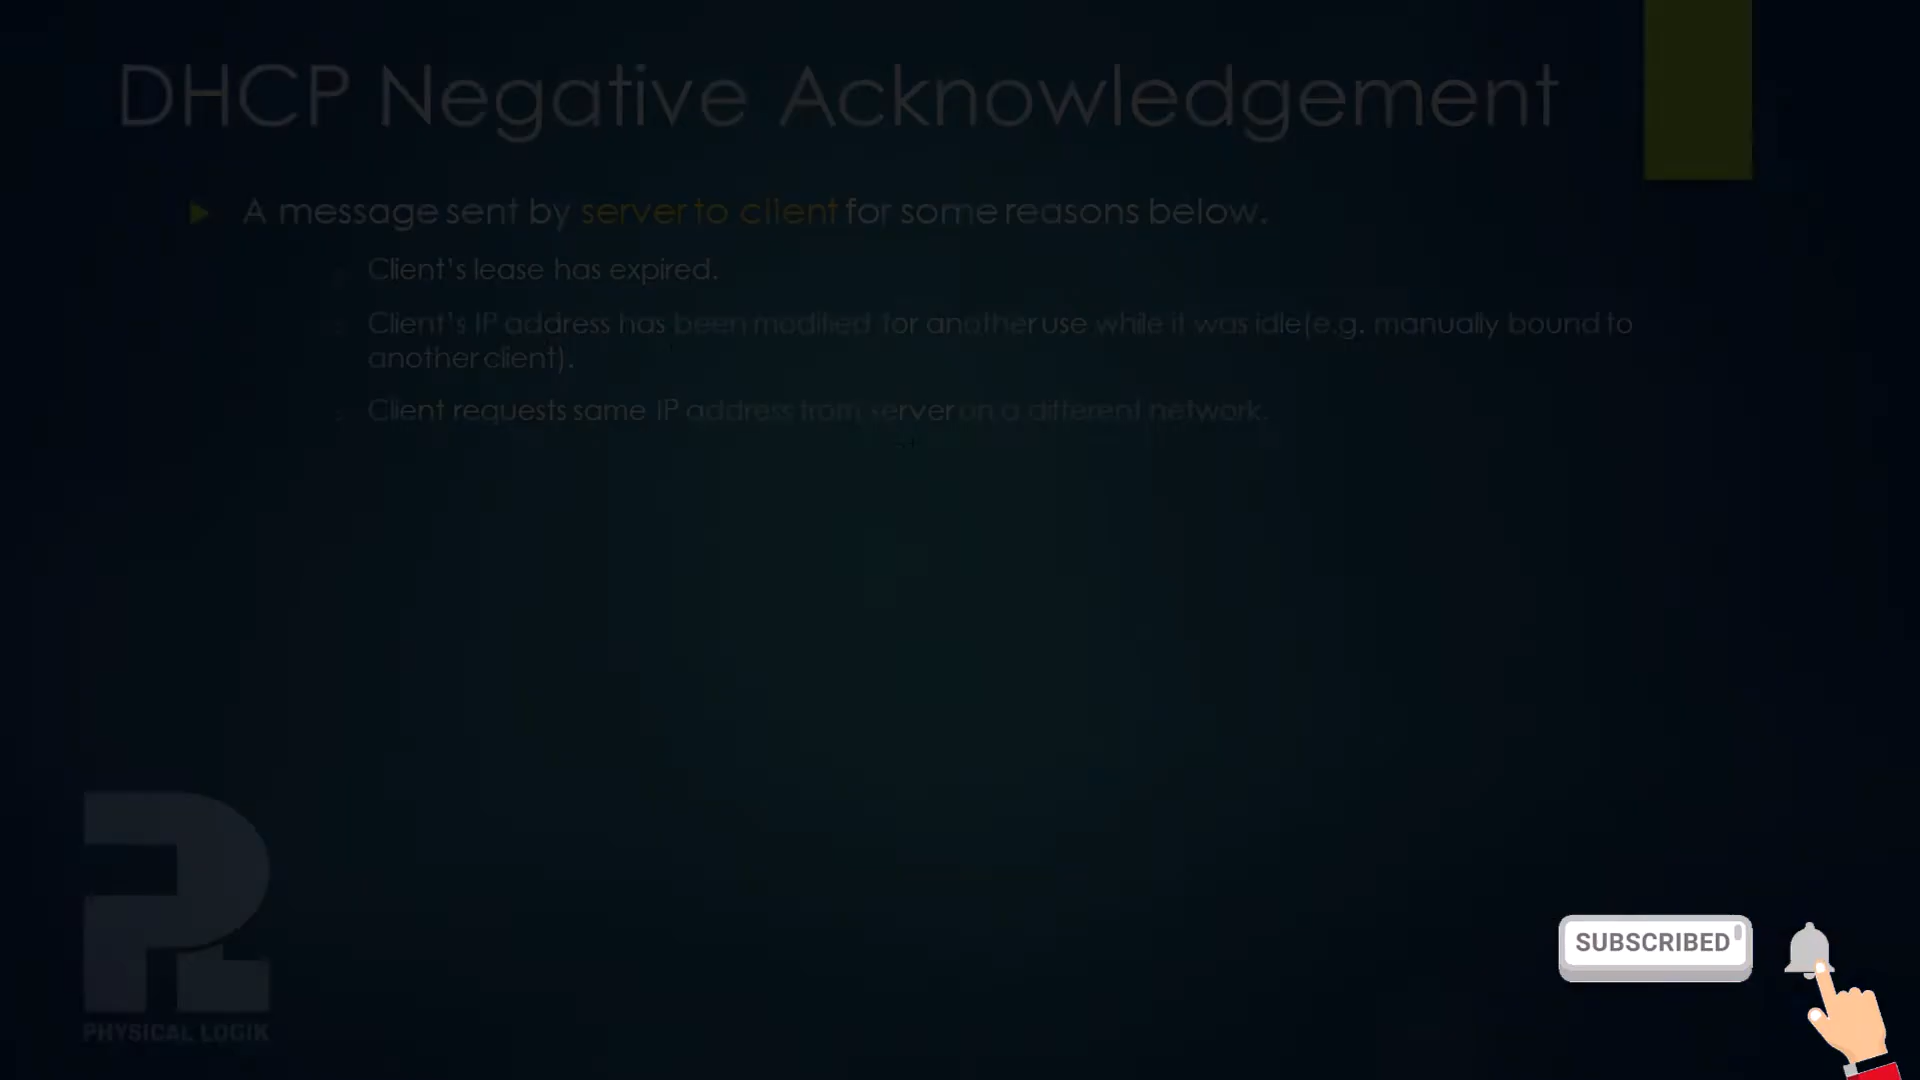 DHCP Negative Acknowledgement
A message sent by server to client for some reasons below.
Client's lease has expired.
Client's IP address has been modified for another use while it was idle(e.g. manually bound to
another client).
Client requests same IP address from server on a different network.
PHYSICAL LOGIK
SUBSCRIBED